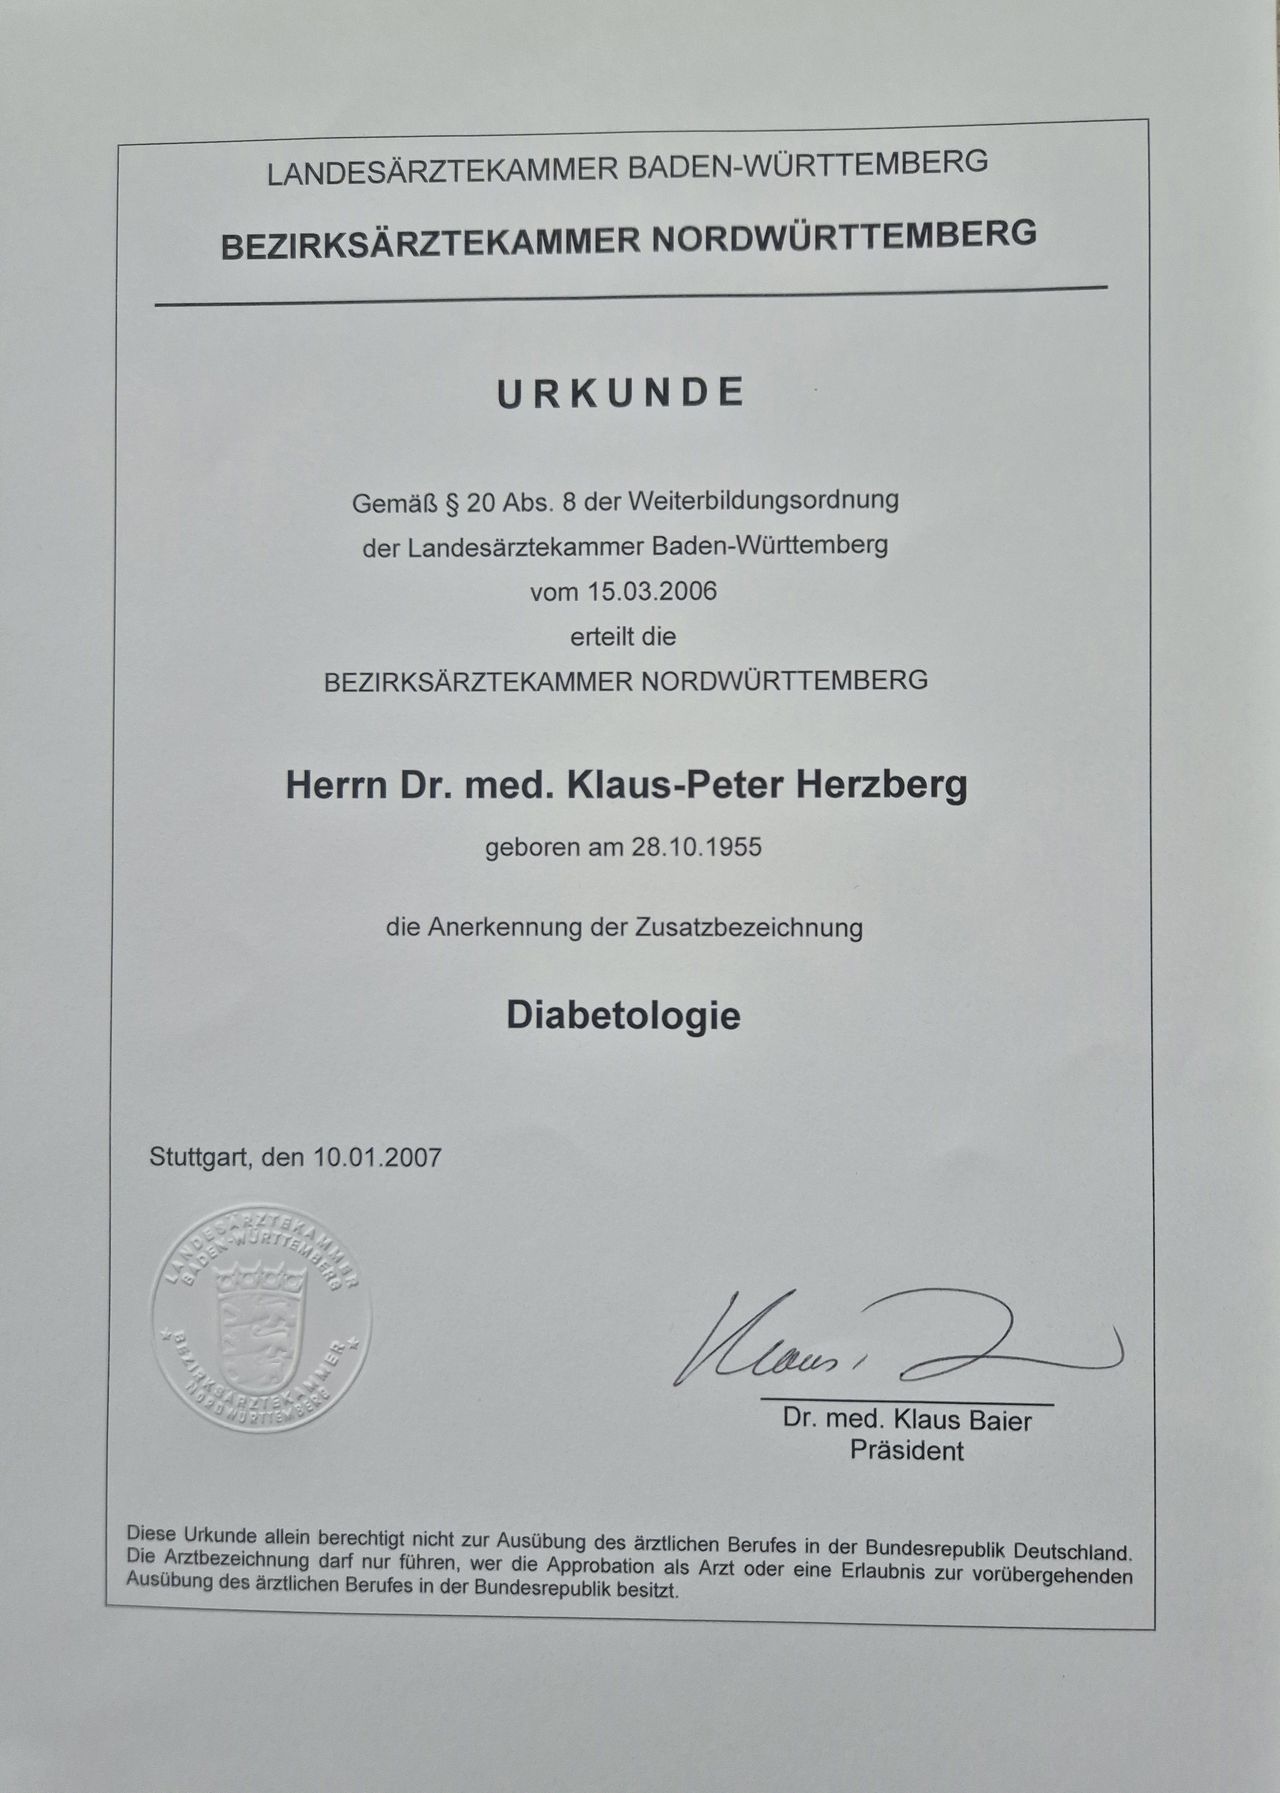 LANDESÄRZTEKAMMER BADEN-WÜRTTEMBERG
BEZIRKSÄRZTEKAMMER NORDWÜRTTEMBERG
URKUNDE
Gemäß § 20 Abs. 8 der Weiterbildungsordnung
der Landesärztekammer Baden-Württemberg
vom 15.03.2006
erteilt die
BEZIRKSÄRZTEKAMMER NORDWÜRTTEMBERG
Herrn Dr. med. Klaus-Peter Herzberg
geboren am 28.10.1955
die Anerkennung der Zusatzbezeichnung
Diabetologie
Stuttgart, den 10.01.2007
LANDESÄRZTEKAMMER
BADEN-WÜRTTEMBERG
BEZIRKSÄRZTEKAMMER
NORDWÜRTTEMBERG
Klaus
Dr. med. Klaus Baier
Präsident
Diese Urkunde allein berechtigt nicht zur Ausübung des ärztlichen Berufes in der Bundesrepublik Deutschland.
Die Arztbezeichnung darf nur führen, wer die Approbation als Arzt oder eine Erlaubnis zur vorübergehenden
Ausübung des ärztlichen Berufes in der Bundesrepublik besitzt.